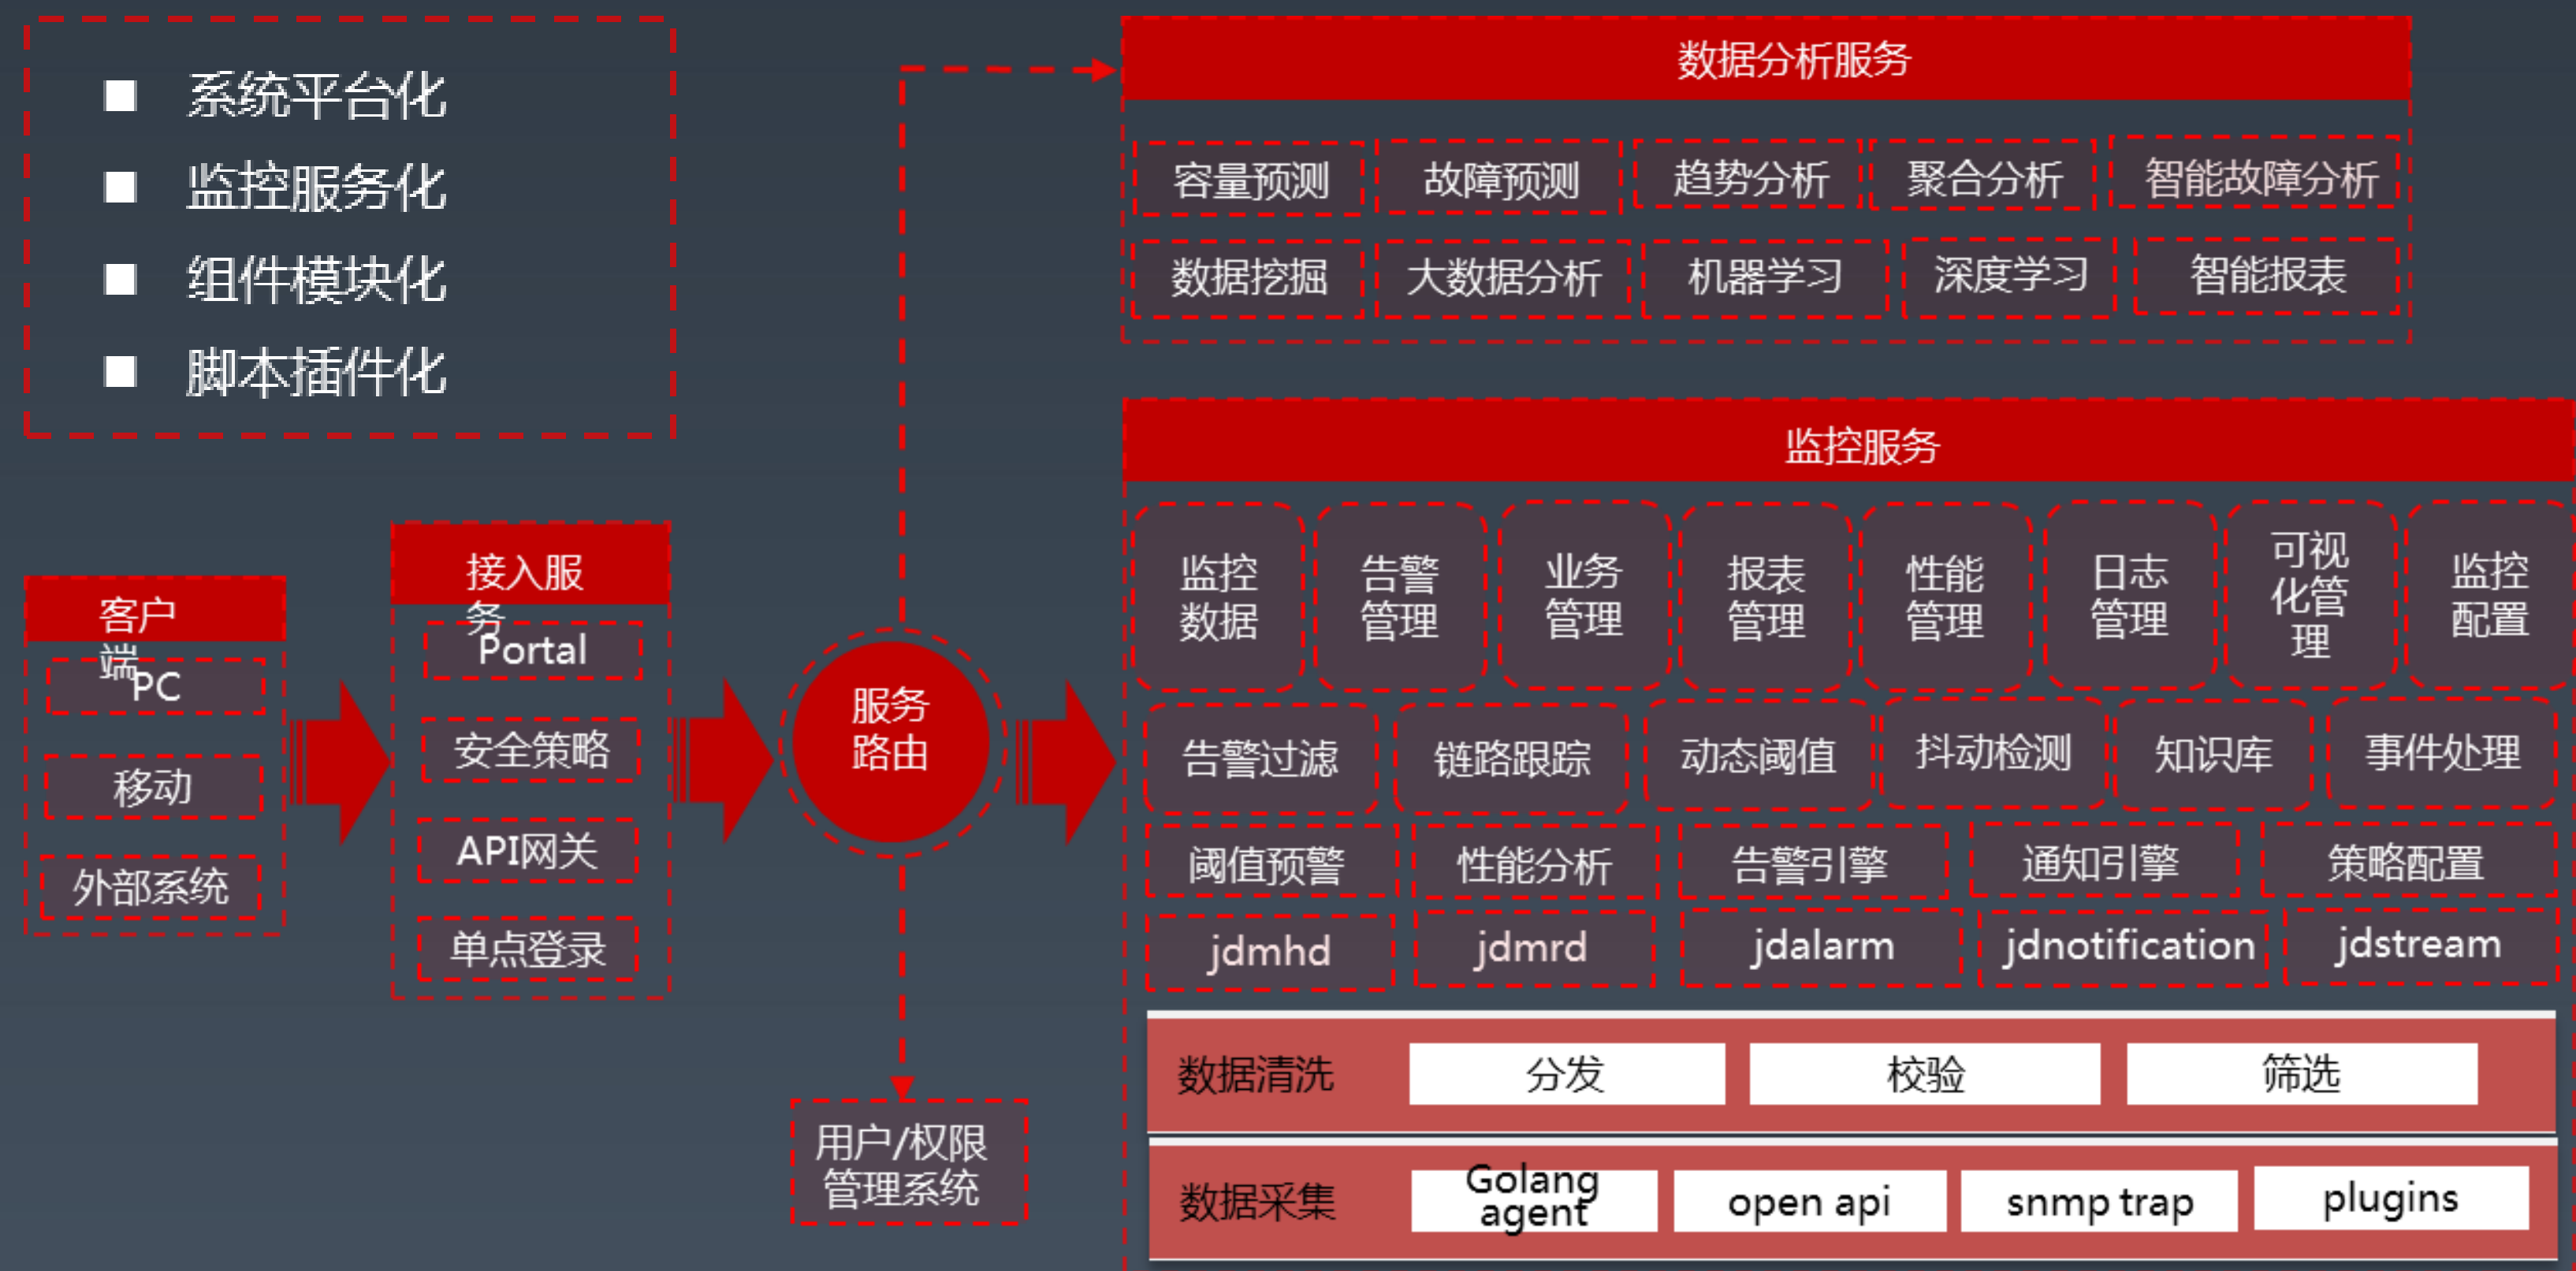 系统平台化
监控服务化
组件模块化
脚本插件化
客户
端
PC
移动
外部系统
接入服
务
Portal
安全策略
API网关
单点登录
服务
路由
用户/权限
管理系统
数据分析服务
容量预测 故障预测 趋势分析 聚合分析 智能故障分析
数据挖掘 大数据分析 机器学习 深度学习 智能报表
监控服务
监控
数据
告警
管理
业务
管理
报表
管理
性能
管理
日志
管理
可视
化管
理
监控
配置
告警过滤 链路跟踪 动态阈值 抖动检测 知识库 事件处理
阈值预警 性能分析 告警引擎 通知引擎 策略配置
jdmhd jdmrd jdalarm jdnotification jdstream
数据清洗 分发 校验 筛选
数据采集
Golang
agent
open api snmp trap plugins